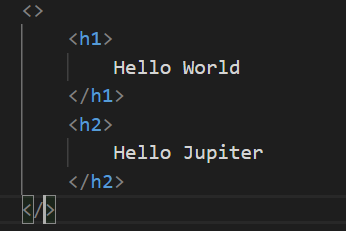 <>
<h1>
Hello World
</h1>
<h2>
Hello Jupiter
</h2>
</>